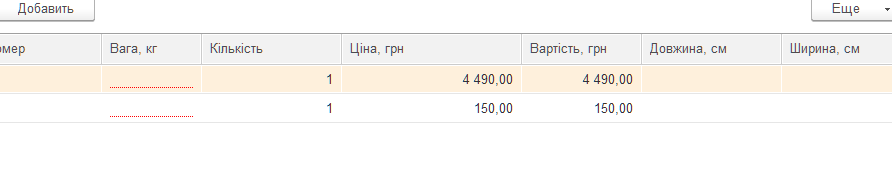 Добавить Еще
омер Вага, кг Кількість Ціна, грн Вартість, грн Довжина, см Ширина, см
1 4 490,00 4 490,00
1 150,00 150,00